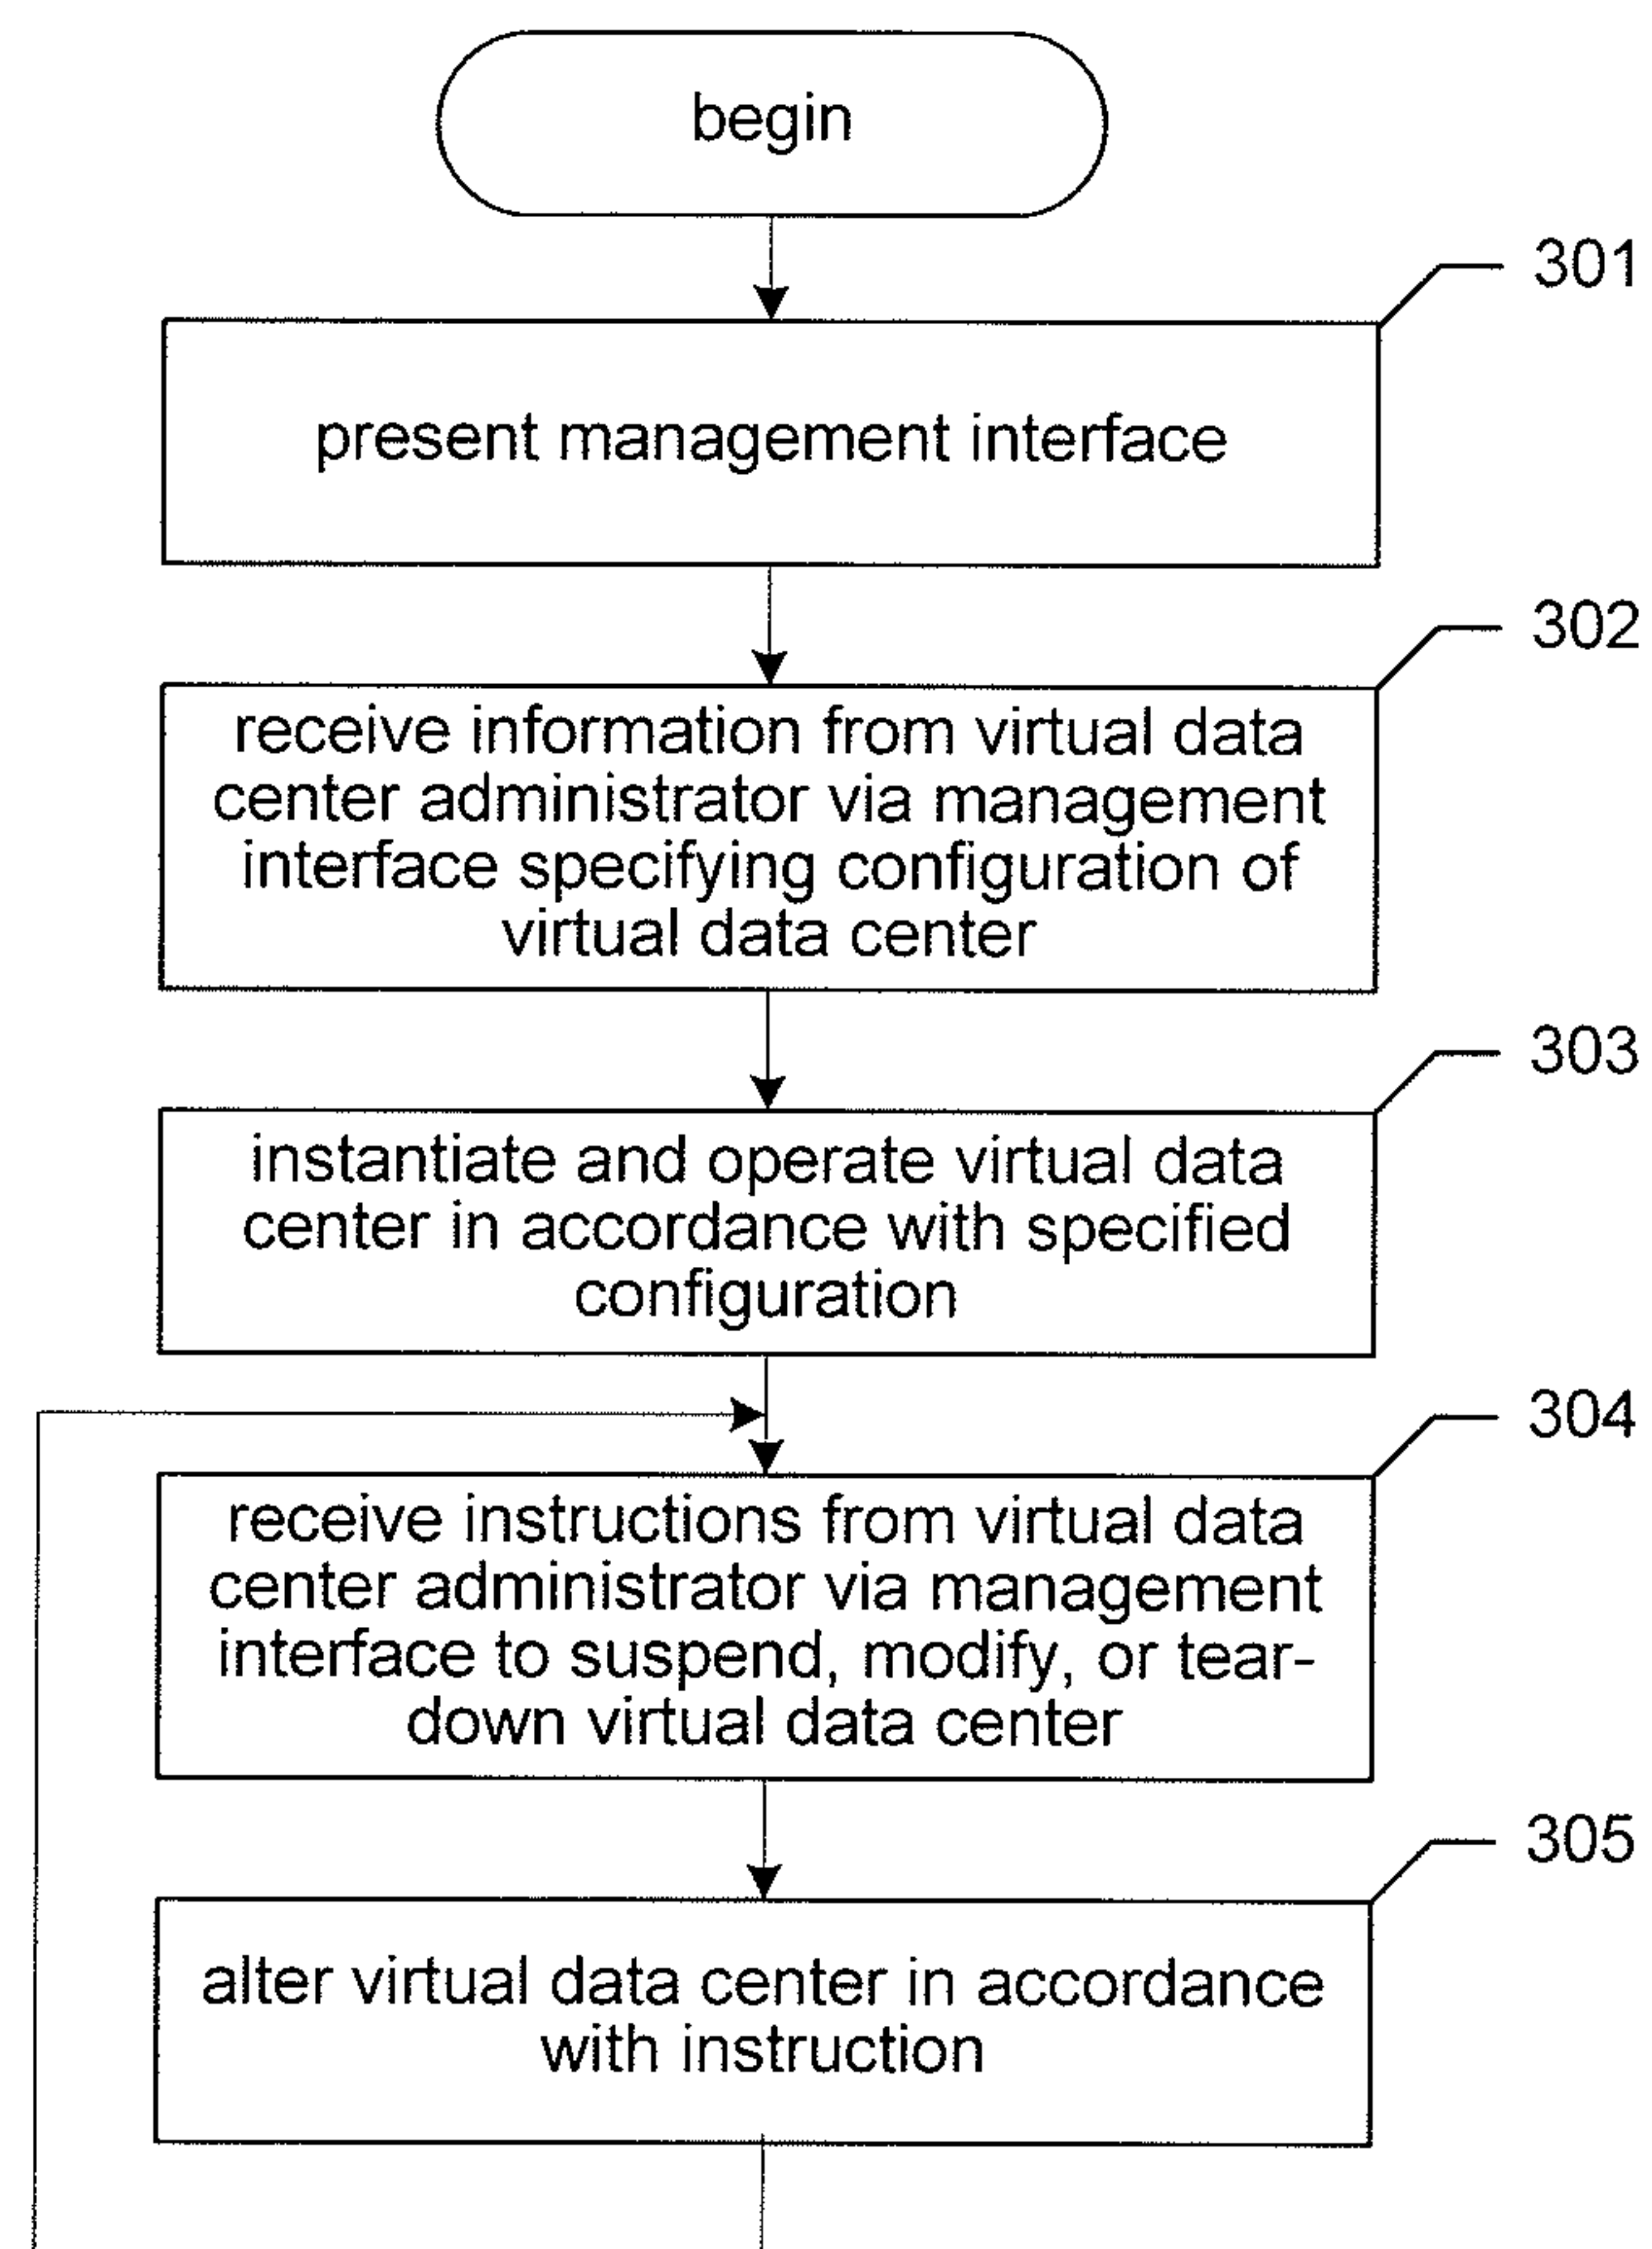 begin
301
present management interface
302
receive information from virtual data
center administrator via management
interface specifying configuration of
virtual data center
303
instantiate and operate virtual data
center in accordance with specified
configuration
304
receive instructions from virtual data
center administrator via management
interface to suspend, modify, or tear-
down virtual data center
305
alter virtual data center in accordance
with instruction